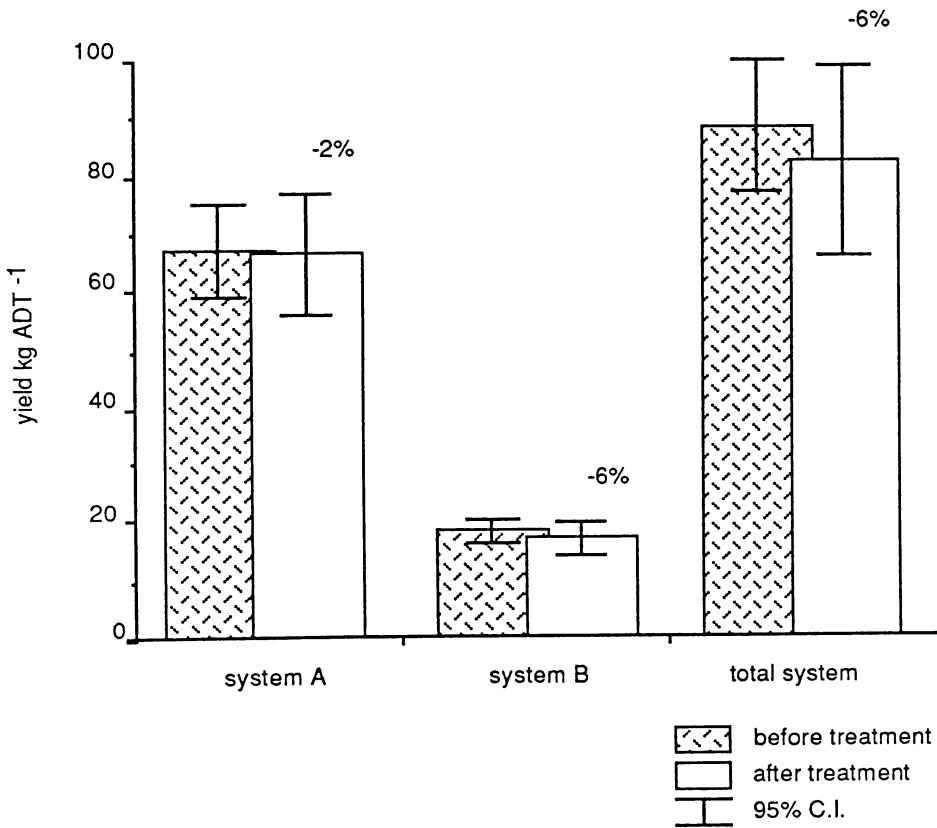 -6%
100
-2%
80
60
yield kg ADT -1
40
-6%
20
0
system A
system B
total system
before treatment
after treatment
95% C.I.